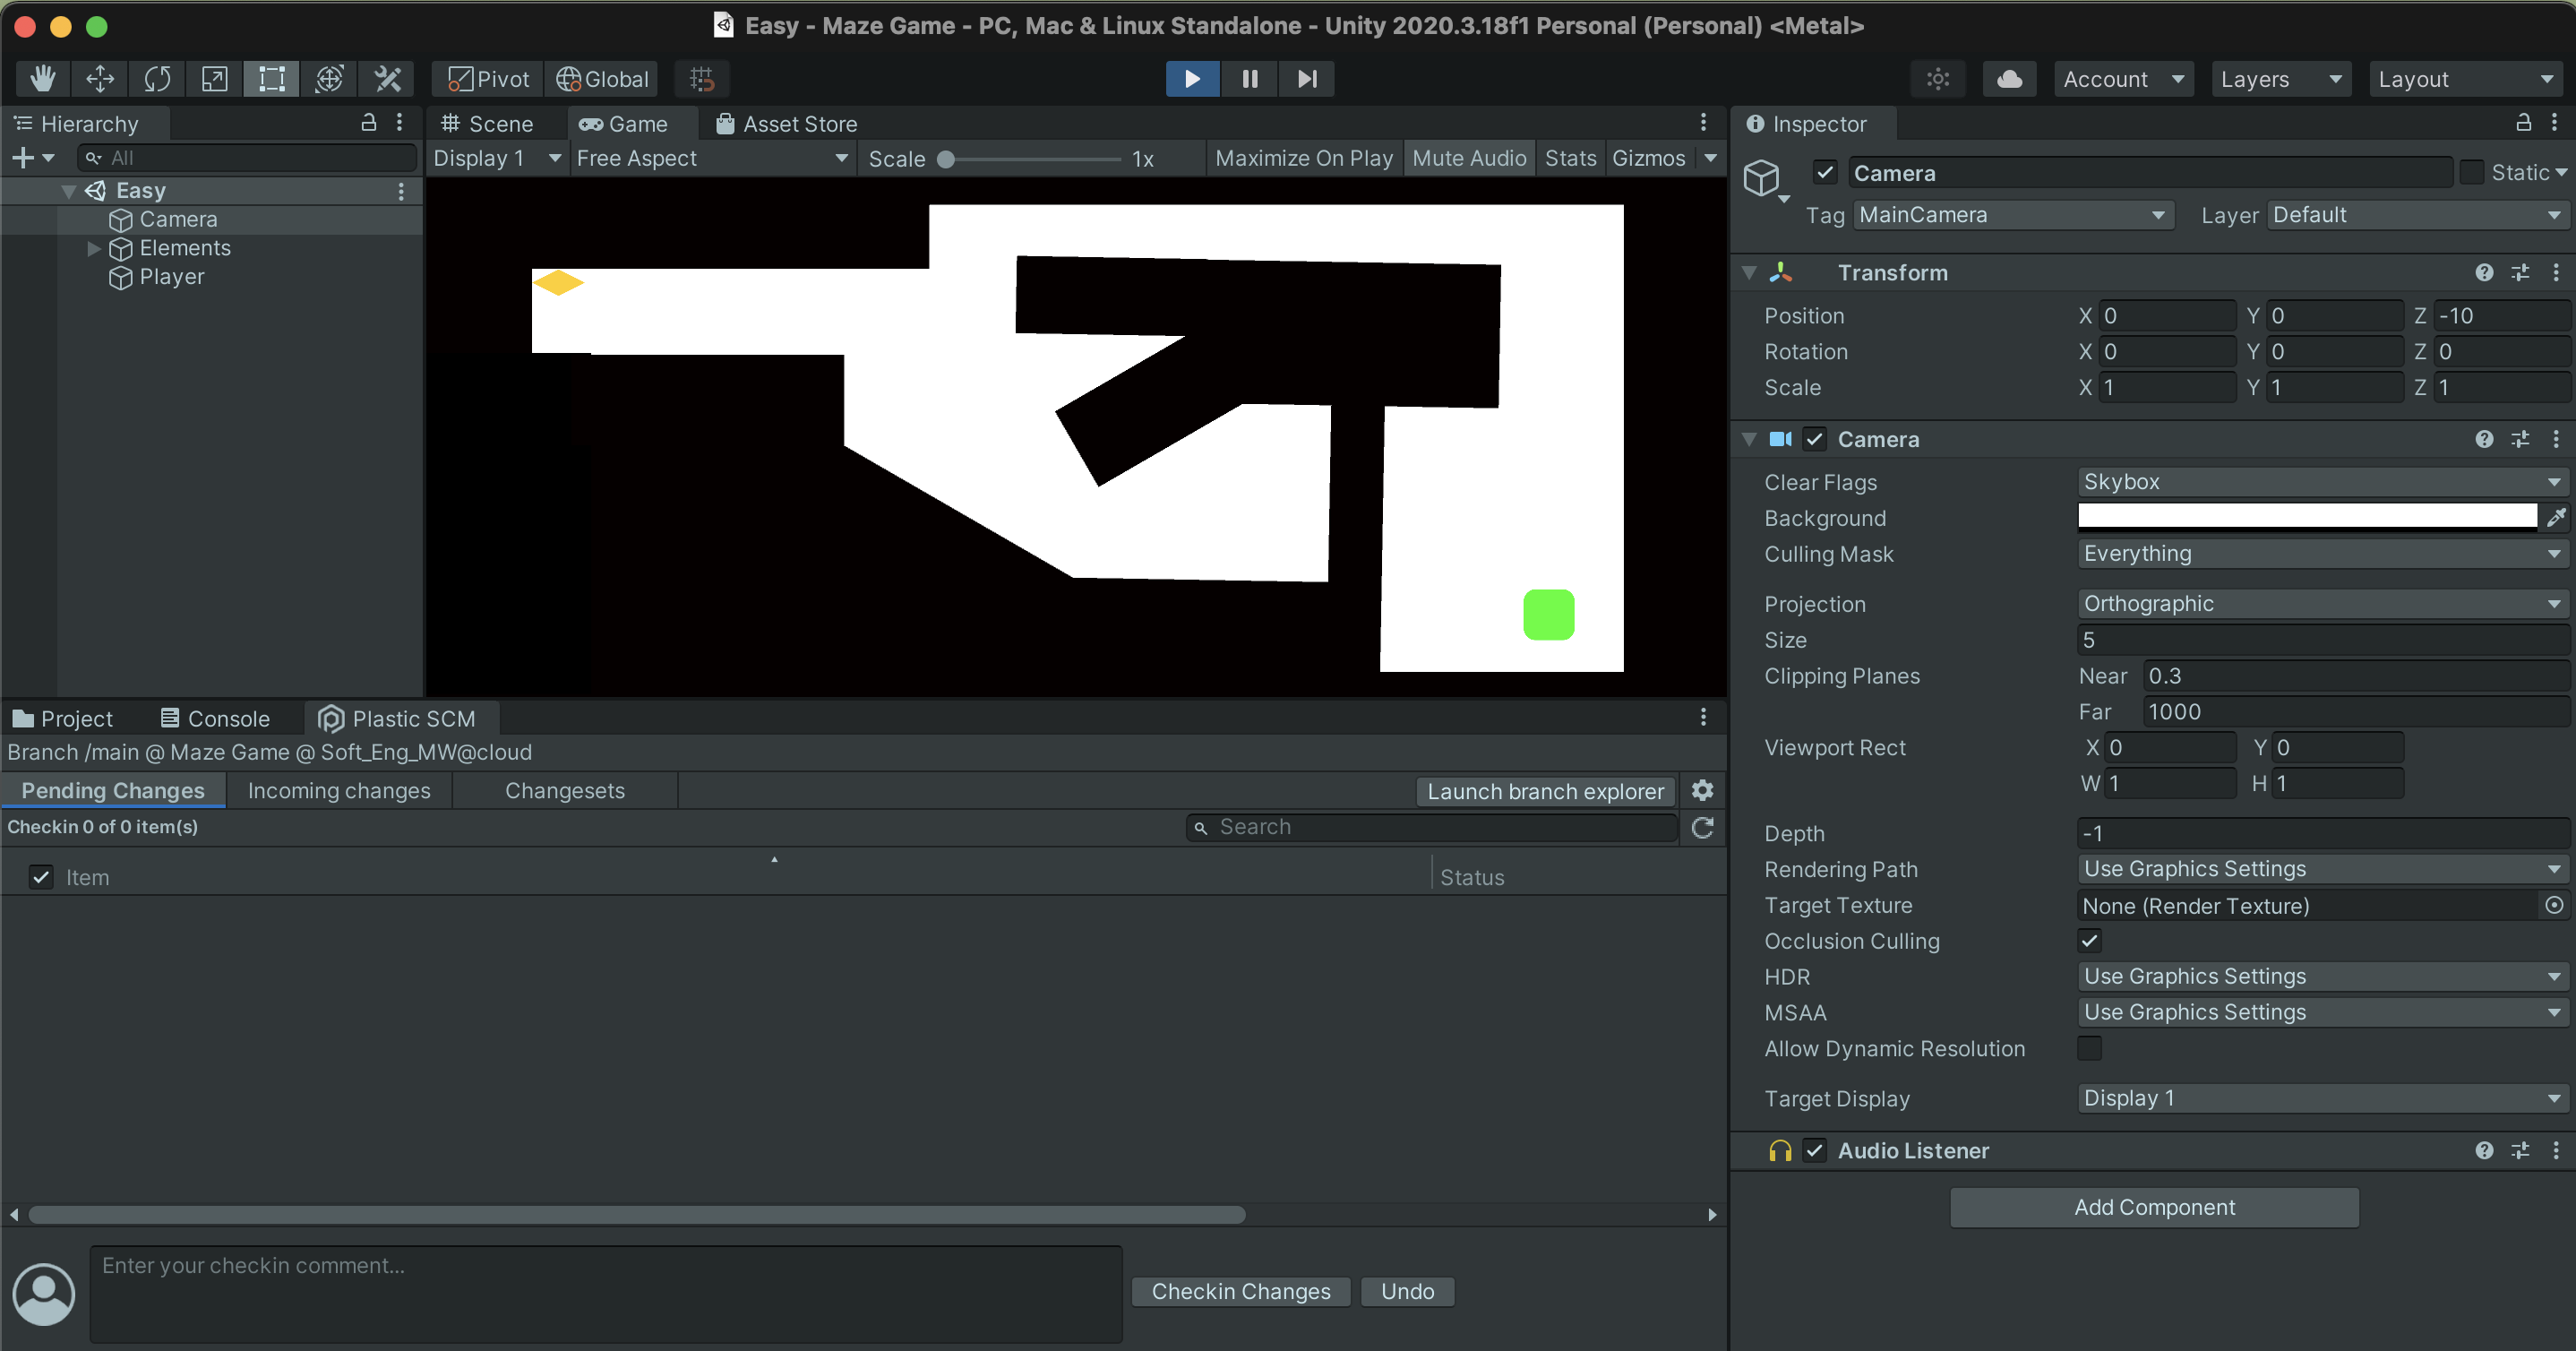 Easy - Maze Game - PC, Mac & Linux Standalone - Unity 2020.3.18f1 Personal (Personal) <Metal>
Pivot Global Account Layers Layout
Hierarchy
All
Easy
Camera
Elements
Player
Scene Game Asset Store
Display 1 Free Aspect Scale 1x Maximize On Play Mute Audio Stats Gizmos
Project Console Plastic SCM
Branch /main @ Maze Game @ Soft_Eng_MW@cloud
Pending Changes Incoming changes Changesets Launch branch explorer
Checkin 0 of 0 item(s) Search
Item Status
Enter your checkin comment...
Checkin Changes Undo
Inspector
Camera Static
Tag MainCamera Layer Default
Transform
Position X 0 Y 0 Z -10
Rotation X 0 Y 0 Z 0
Scale X 1 Y 1 Z 1
Camera
Clear Flags Skybox
Background
Culling Mask Everything
Projection Orthographic
Size 5
Clipping Planes Near 0.3
Far 1000
Viewport Rect X 0 Y 0
W 1 H 1
Depth -1
Rendering Path Use Graphics Settings
Target Texture None (Render Texture)
Occlusion Culling
HDR Use Graphics Settings
MSAA Use Graphics Settings
Allow Dynamic Resolution
Target Display Display 1
Audio Listener
Add Component